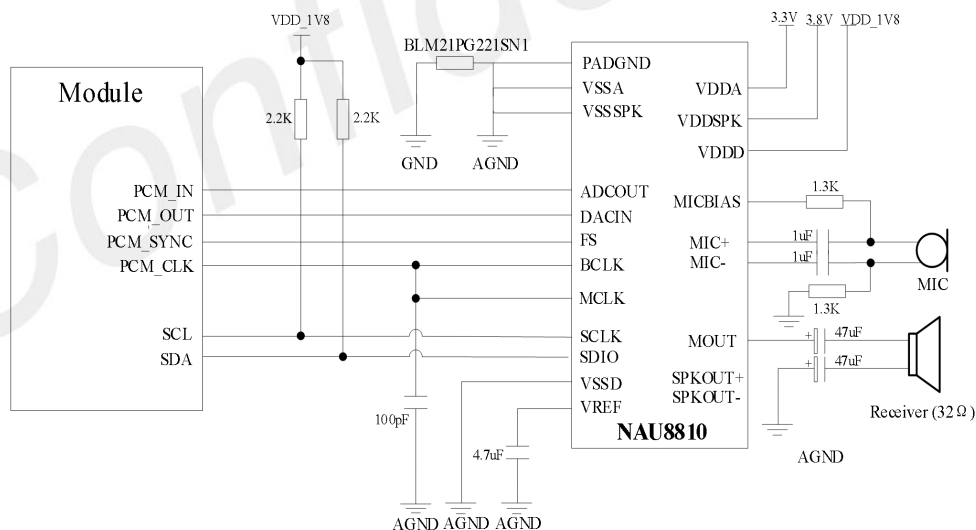 VDD_1V8
3.3V 3.8V VDD_1V8
BLM21PG221SN1
Module
2.2K
2.2K
GND
AGND
PADGND
VSSA
VSSSPK
VDDA
VDDSPK
VDDD
PCM_IN
PCM_OUT
PCM_SYNC
PCM_CLK
SCL
SDA
ADCOUT
DACIN
FS
BCLK
MCLK
SCLK
SDIO
VSSD
VREF
MICBIAS
MIC+
MIC-
MOUT
SPKOUT+
SPKOUT-
NAU8810
1.3K
1uF
1uF
MIC
1.3K
+ 47uF
+ 47uF
Receiver (32Ω)
AGND
100pF
4.7uF
AGND AGND AGND